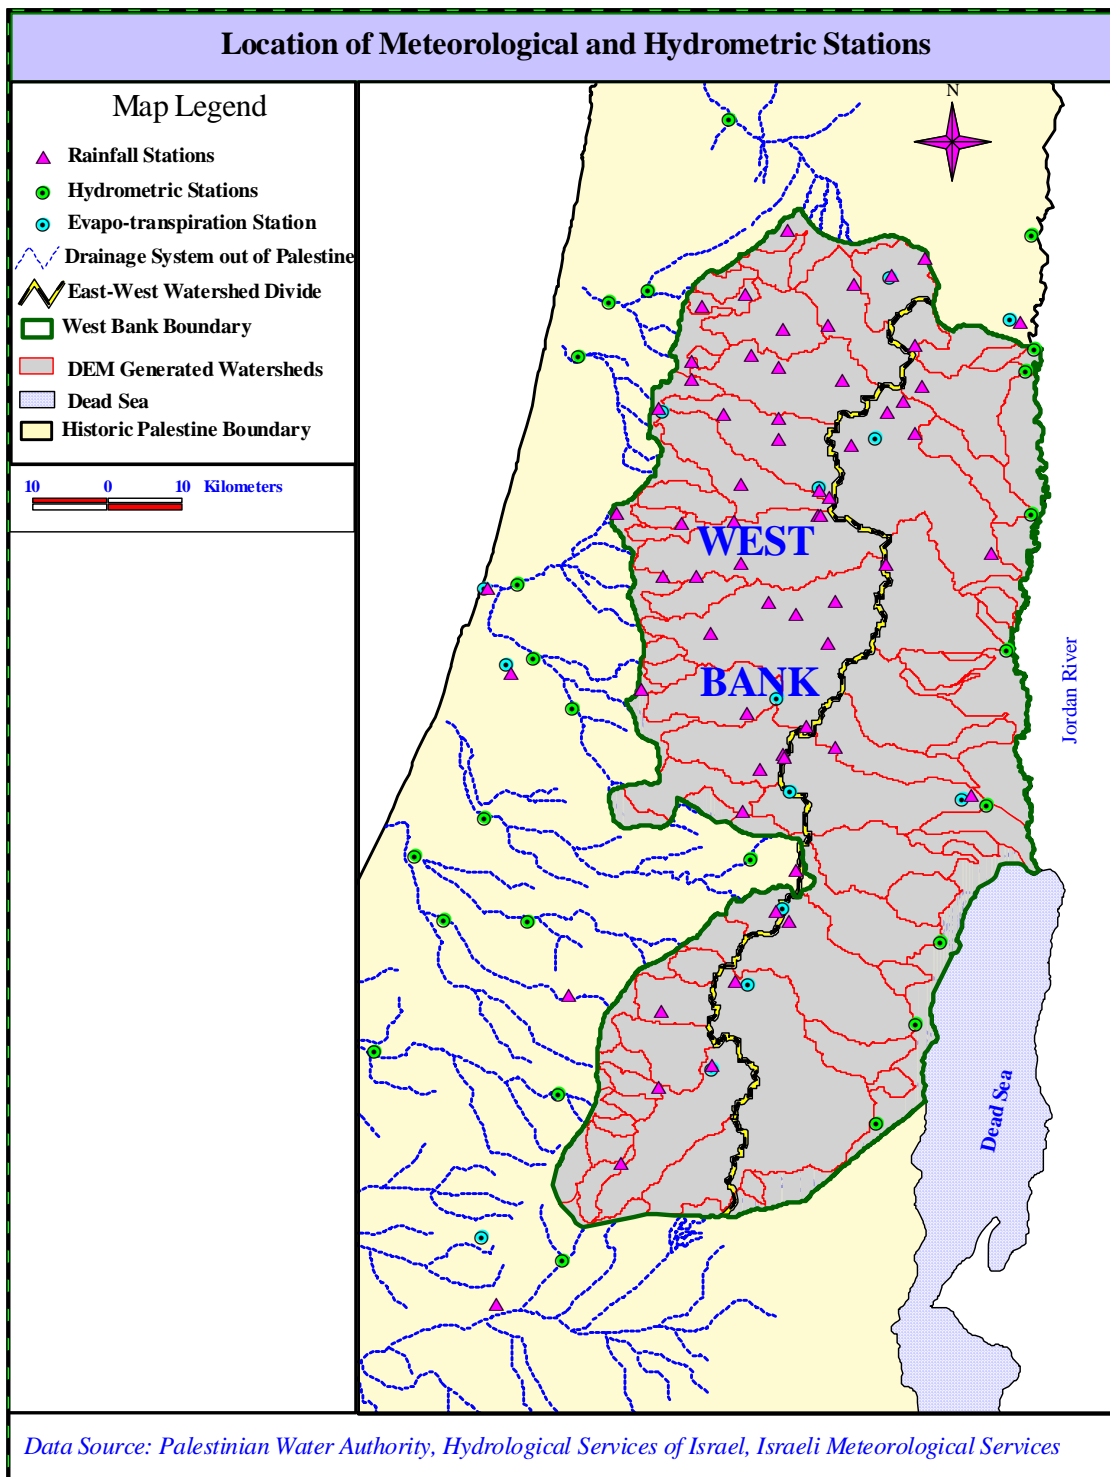 Location of Meteorological and Hydrometric Stations
Map Legend
Rainfall Stations
Hydrometric Stations
Evapo-transpiration Station
Drainage System out of Palestine
East-West Watershed Divide
West Bank Boundary
DEM Generated Watersheds
Dead Sea
Historic Palestine Boundary
10 0 10 Kilometers
N
WEST
BANK
Jordan River
Dead Sea
Data Source: Palestinian Water Authority, Hydrological Services of Israel, Israeli Meteorological Services